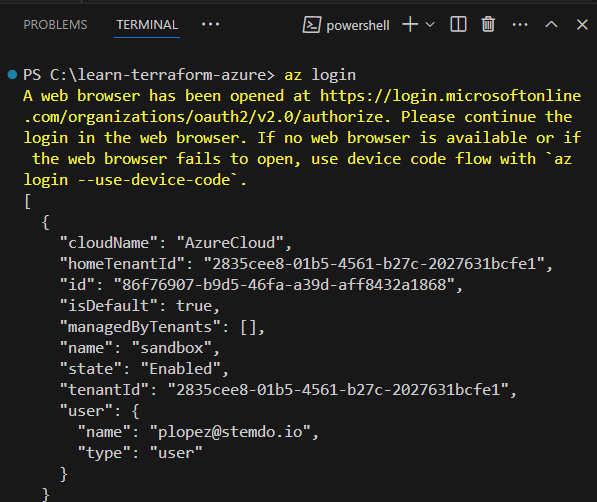 PROBLEMS TERMINAL ··· powershell
PS C:\learn-terraform-azure> az login
A web browser has been opened at https://login.microsoftonline
.com/organizations/oauth2/v2.0/authorize. Please continue the
login in the web browser. If no web browser is available or if
 the web browser fails to open, use device code flow with `az
login --use-device-code`.
[
  {
    "cloudName": "AzureCloud",
    "homeTenantId": "2835cee8-01b5-4561-b27c-2027631bcfe1",
    "id": "86f76907-b9d5-46fa-a39d-aff8432a1868",
    "isDefault": true,
    "managedByTenants": [],
    "name": "sandbox",
    "state": "Enabled",
    "tenantId": "2835cee8-01b5-4561-b27c-2027631bcfe1",
    "user": {
      "name": "plopez@stemdo.io",
      "type": "user"
    }
  }